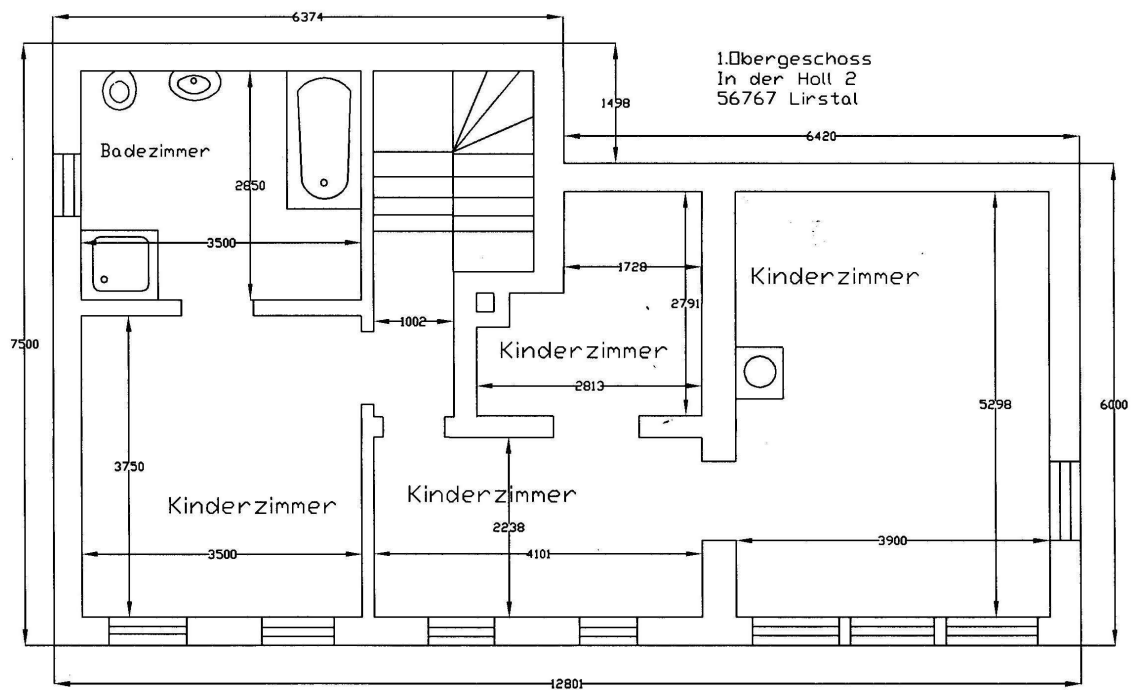 6374
1.Obergeschoss
In der Holl 2
56767 Lirstal
1498
6420
Badezimmer
2850
3500
1728
Kinderzimmer
2791
1002
7500
Kinderzimmer
2813
5298
6000
3750
Kinderzimmer
Kinderzimmer
2238
3500
4101
3900
12801